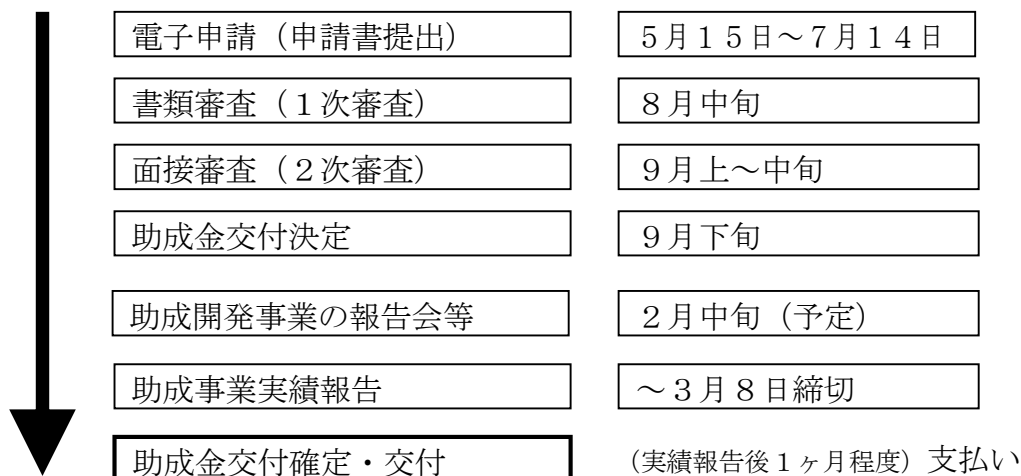 電子申請（申請書提出） ５月１５日～７月１４日
書類審査（１次審査） ８月中旬
面接審査（２次審査） ９月上～中旬
助成金交付決定 ９月下旬
助成開発事業の報告会等 ２月中旬（予定）
助成事業実績報告 ～３月８日締切
助成金交付確定・交付 （実績報告後１ヶ月程度）支払い